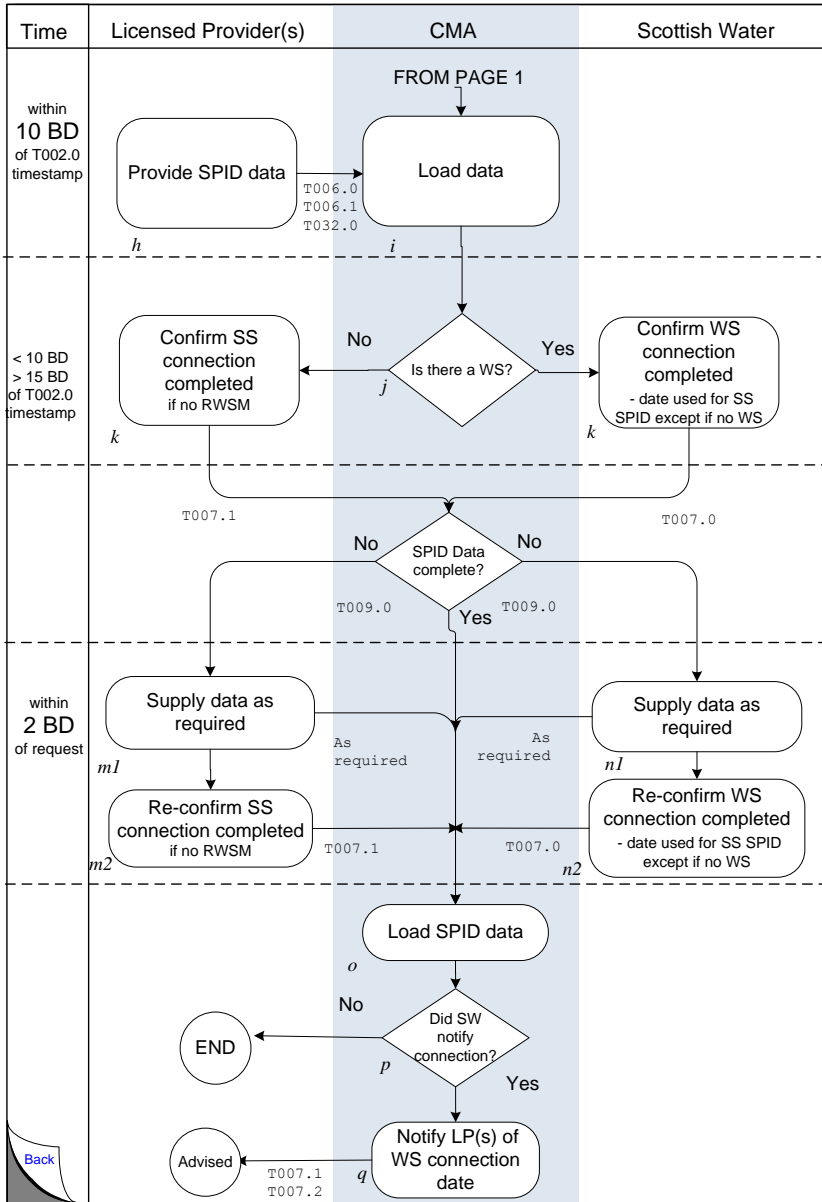 Time
Licensed Provider(s)
CMA
Scottish Water
FROM PAGE 1
within
10 BD
of T002.0
timestamp
Provide SPID data
T006.0
T006.1
T032.0
Load data
h
i
< 10 BD
> 15 BD
of T002.0
timestamp
Confirm SS
connection
completed
if no RWSM
k
No
Is there a WS?
j
Yes
Confirm WS
connection
completed
- date used for SS
SPID except if no WS
k
T007.1
T007.0
No
SPID Data
complete?
No
T009.0
Yes
T009.0
within
2 BD
of request
Supply data as
required
m1
As
required
As
required
Supply data as
required
n1
Re-confirm SS
connection completed
if no RWSM
m2
T007.1
T007.0
Re-confirm WS
connection completed
- date used for SS SPID
except if no WS
n2
Load SPID data
o
No
Did SW
notify
connection?
p
END
Yes
Notify LP(s) of
WS connection
date
q
T007.1
T007.2
Advised
Back